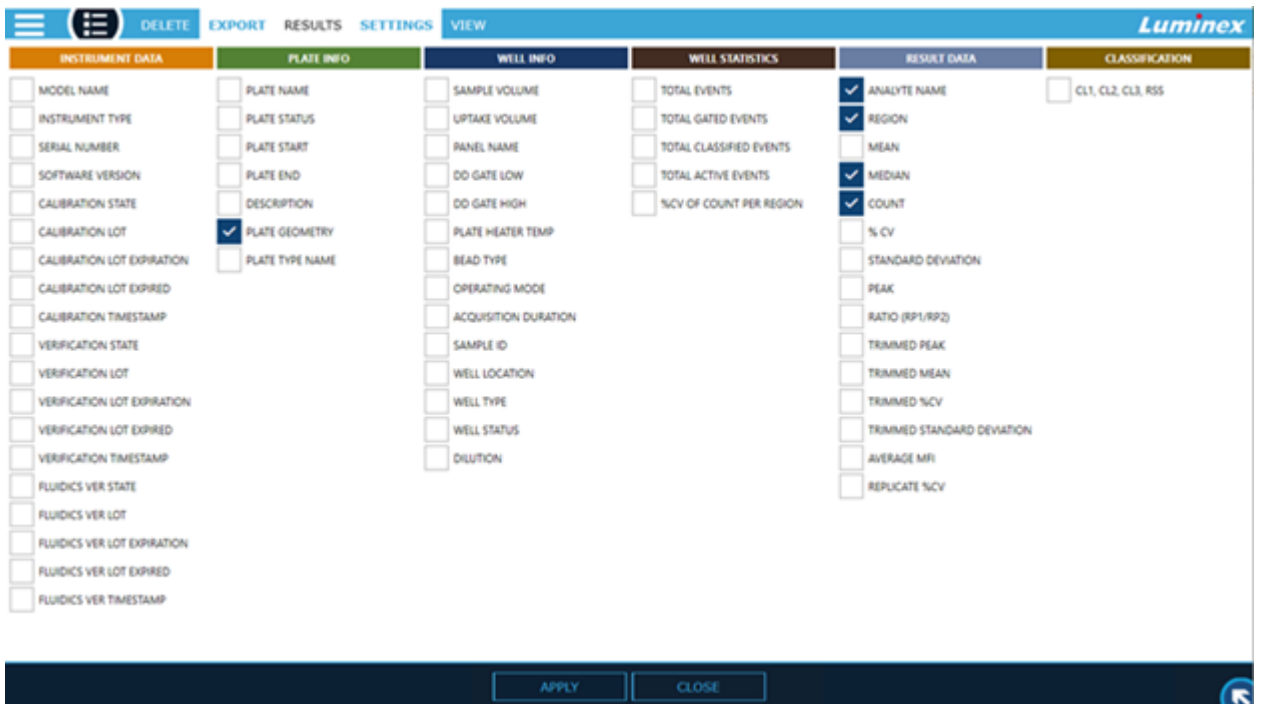 DELETE EXPORT RESULTS SETTINGS VIEW Luminex
INSTRUMENT DATA
MODEL NAME
INSTRUMENT TYPE
SERIAL NUMBER
SOFTWARE VERSION
CALIBRATION STATE
CALIBRATION LOT
CALIBRATION LOT EXPIRATION
CALIBRATION LOT EXPIRED
CALIBRATION TIMESTAMP
VERIFICATION STATE
VERIFICATION LOT
VERIFICATION LOT EXPIRATION
VERIFICATION LOT EXPIRED
VERIFICATION TIMESTAMP
FLUIDICS VER STATE
FLUIDICS VER LOT
FLUIDICS VER LOT EXPIRATION
FLUIDICS VER LOT EXPIRED
FLUIDICS VER TIMESTAMP
PLATE INFO
PLATE NAME
PLATE STATUS
PLATE START
PLATE END
DESCRIPTION
PLATE GEOMETRY
PLATE TYPE NAME
WELL INFO
SAMPLE VOLUME
UPTAKE VOLUME
PANEL NAME
DD GATE LOW
DD GATE HIGH
PLATE HEATER TEMP
BEAD TYPE
OPERATING MODE
ACQUISITION DURATION
SAMPLE ID
WELL LOCATION
WELL TYPE
WELL STATUS
DILUTION
WELL STATISTICS
TOTAL EVENTS
TOTAL GATED EVENTS
TOTAL CLASSIFIED EVENTS
TOTAL ACTIVE EVENTS
%CV OF COUNT PER REGION
RESULT DATA
ANALYTE NAME
REGION
MEAN
MEDIAN
COUNT
% CV
STANDARD DEVIATION
PEAK
RATIO (RP1/RP2)
TRIMMED PEAK
TRIMMED MEAN
TRIMMED %CV
TRIMMED STANDARD DEVIATION
AVERAGE MFI
REPLICATE %CV
CLASSIFICATION
CL1, CL2, CL3, RSS
APPLY CLOSE